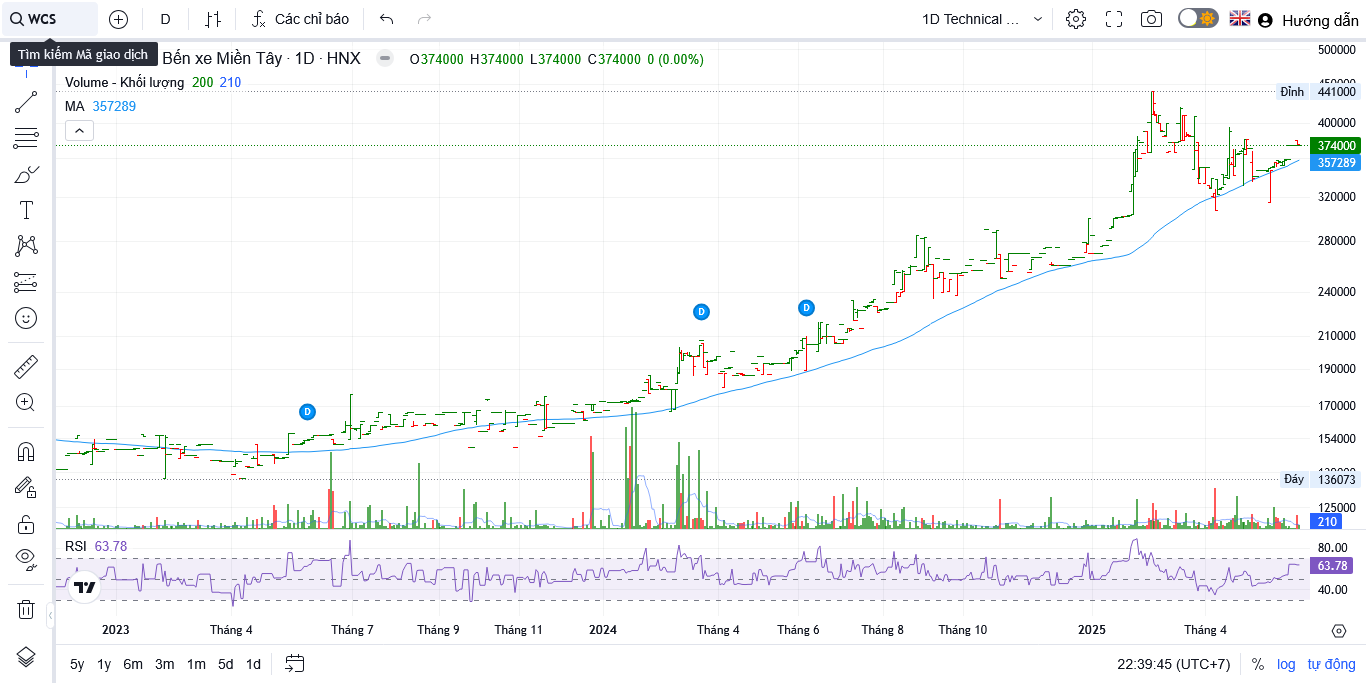 WCS
D
Các chỉ báo
1D Technical ...
Hướng dẫn
Tìm kiếm Mã giao dịch
Bến xe Miền Tây · 1D · HNX
O374000 H374000 L374000 C374000 0 (0.00%)
Volume - Khối lượng 200 210
MA 357289
500000
Đỉnh 441000
400000
374000
357289
320000
280000
240000
210000
190000
170000
154000
Đáy 136073
125000
210
D
D
D
RSI 63.78
80.00
63.78
40.00
2023 Tháng 4 Tháng 7 Tháng 9 Tháng 11 2024 Tháng 4 Tháng 6 Tháng 8 Tháng 10 2025 Tháng 4
5y 1y 6m 3m 1m 5d 1d
22:39:45 (UTC+7) % log tự động